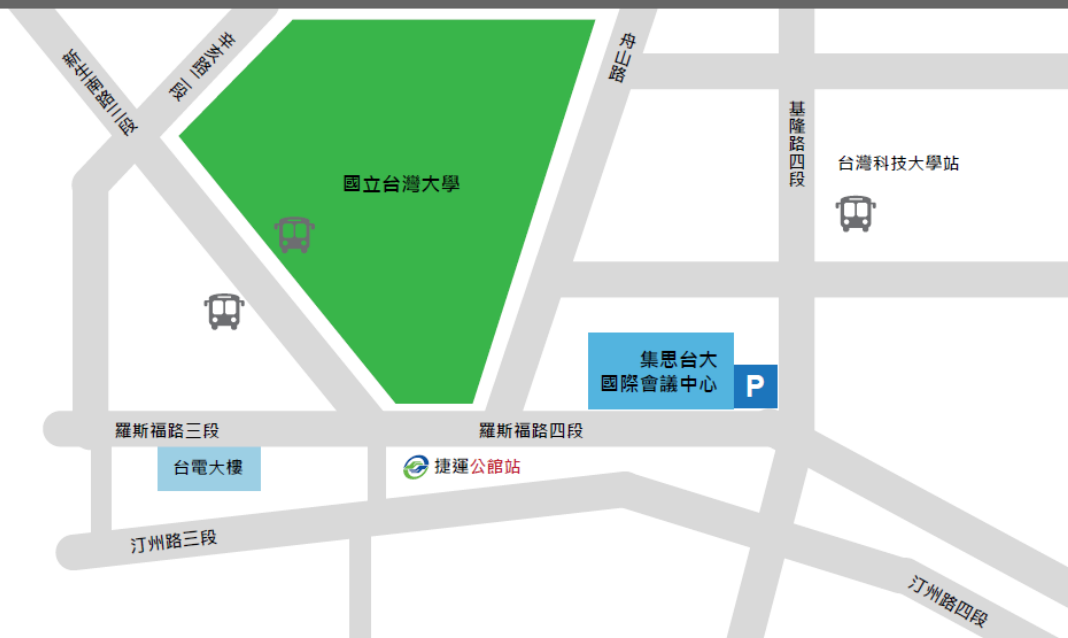 新生南路三段
辛亥路一段
舟山路
基隆路四段
台灣科技大學站
國立台灣大學
集思台大
國際會議中心
P
羅斯福路三段
羅斯福路四段
台電大樓
捷運公館站
汀州路三段
汀州路四段